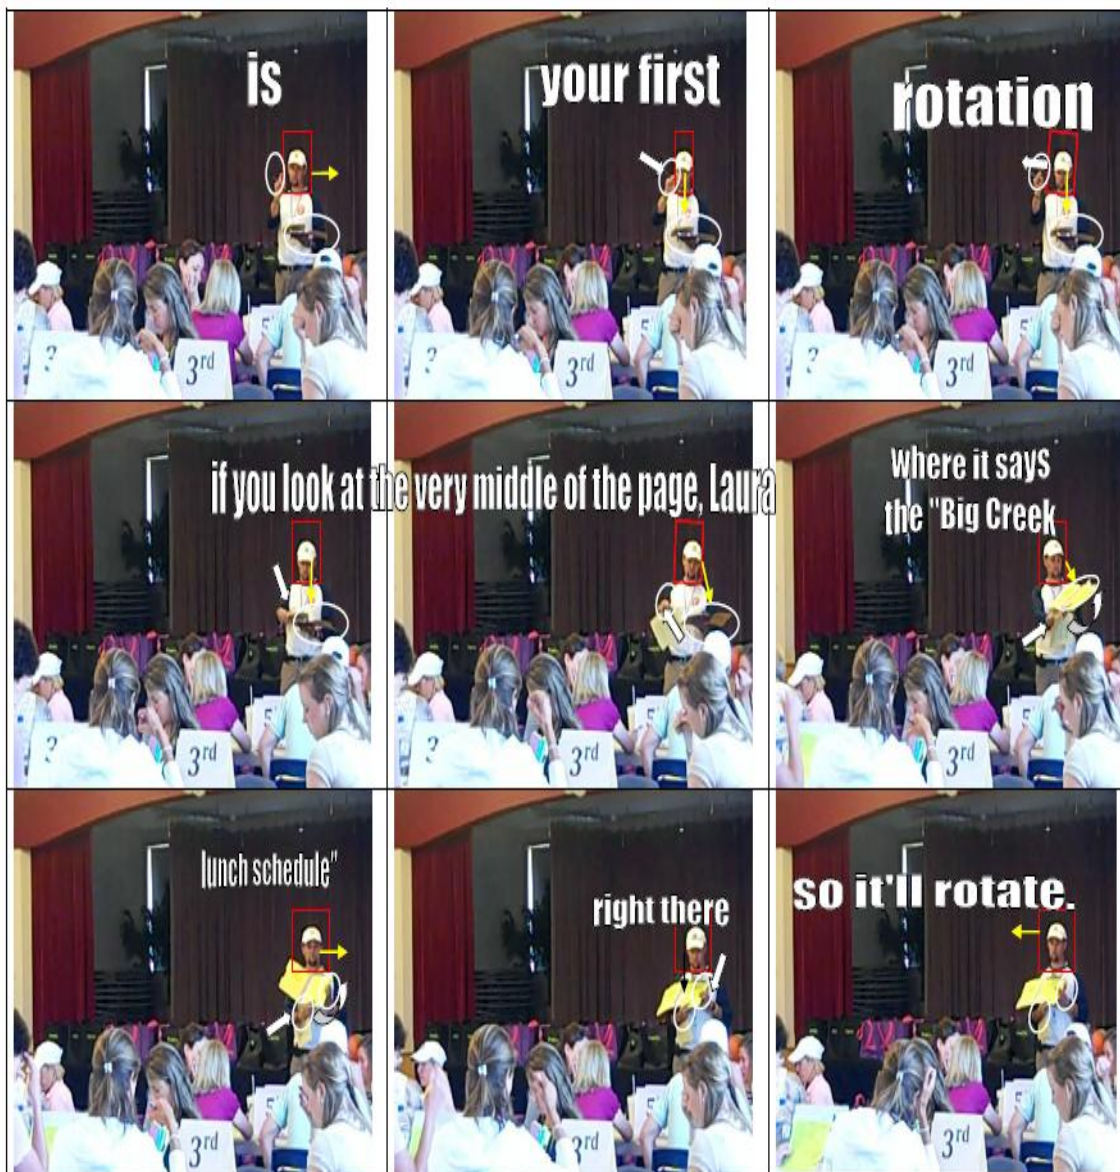 is
your first
rotation
3rd
3rd
3rd
if you look at the very middle of the page, Laura
Where it says
the "Big Creek
3rd
3rd
3rd
lunch schedule"
right there
so it'll rotate.
3rd
3rd
3rd